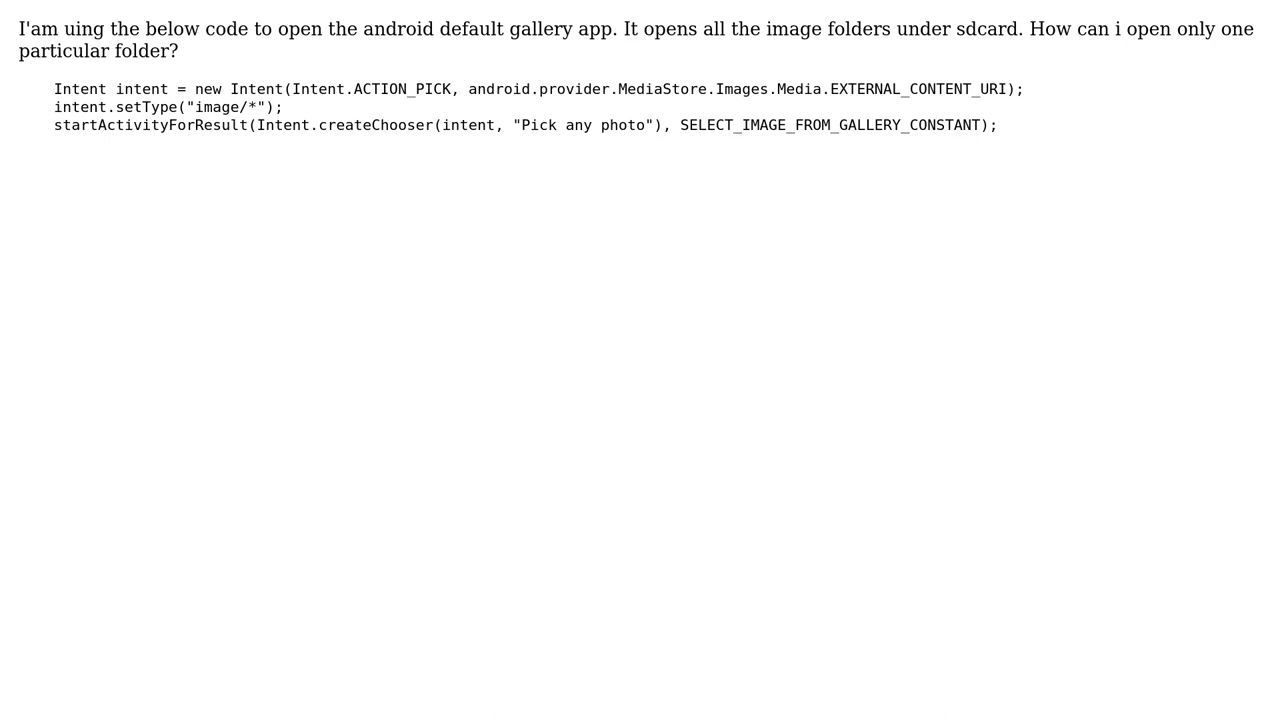 I'am uing the below code to open the android default gallery app. It opens all the image folders under sdcard. How can i open only one
particular folder?
Intent intent = new Intent(Intent.ACTION_PICK, android.provider.MediaStore.Images.Media.EXTERNAL_CONTENT_URI);
intent.setType("image/*");
startActivityForResult(Intent.createChooser(intent, "Pick any photo"), SELECT_IMAGE_FROM_GALLERY_CONSTANT);